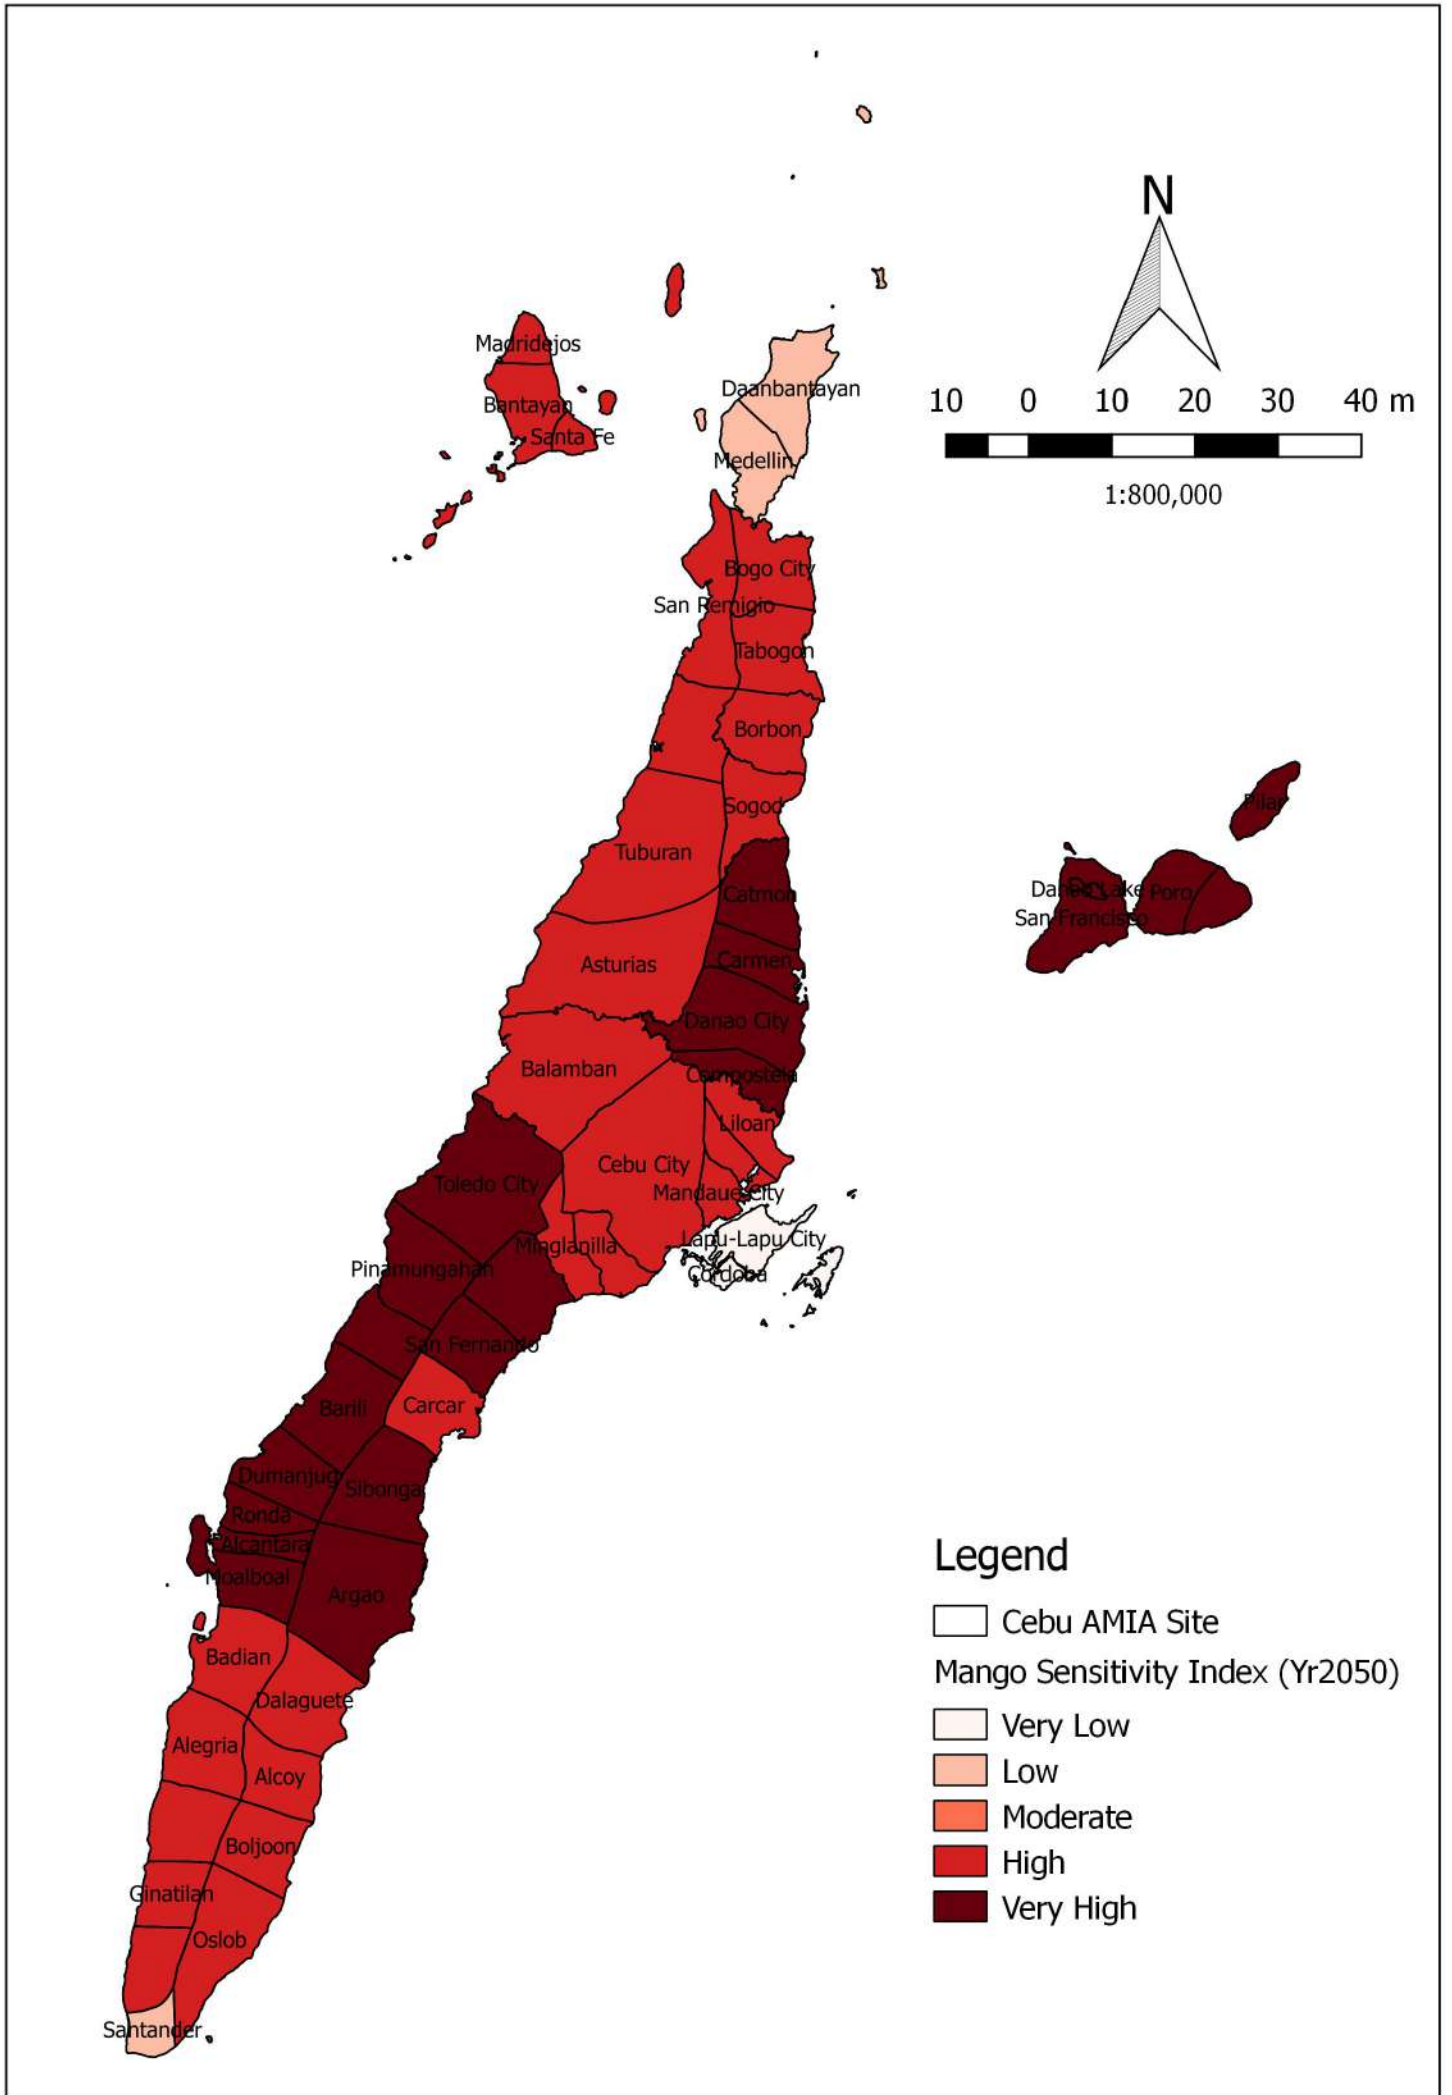 N
Madridejos
Daanbantayan
10 0 10 20 30 40 m
Bantayan
Santa Fe
Medellin
1:800,000
Bogo City
San Remigio
Tabogon
Borbon
Sogod
Pilar
Tuburan
Catmon
Danao Lake
Poro
San Francisco
Asturias
Carmen
Danao City
Balamban
Compostela
Liloan
Cebu City
Toledo City
Mandaue City
Lapu-Lapu City
Minglanilla
Pinamungahan
Cordoba
San Fernando
Barili
Carcar
Dumanjug
Sibonga
Ronda
Alcantara
Moalboal
Argao
Badian
Dalaguete
Alegria
Alcoy
Boljoon
Ginatilan
Oslob
Santander
Legend
Cebu AMIA Site
Mango Sensitivity Index (Yr2050)
Very Low
Low
Moderate
High
Very High